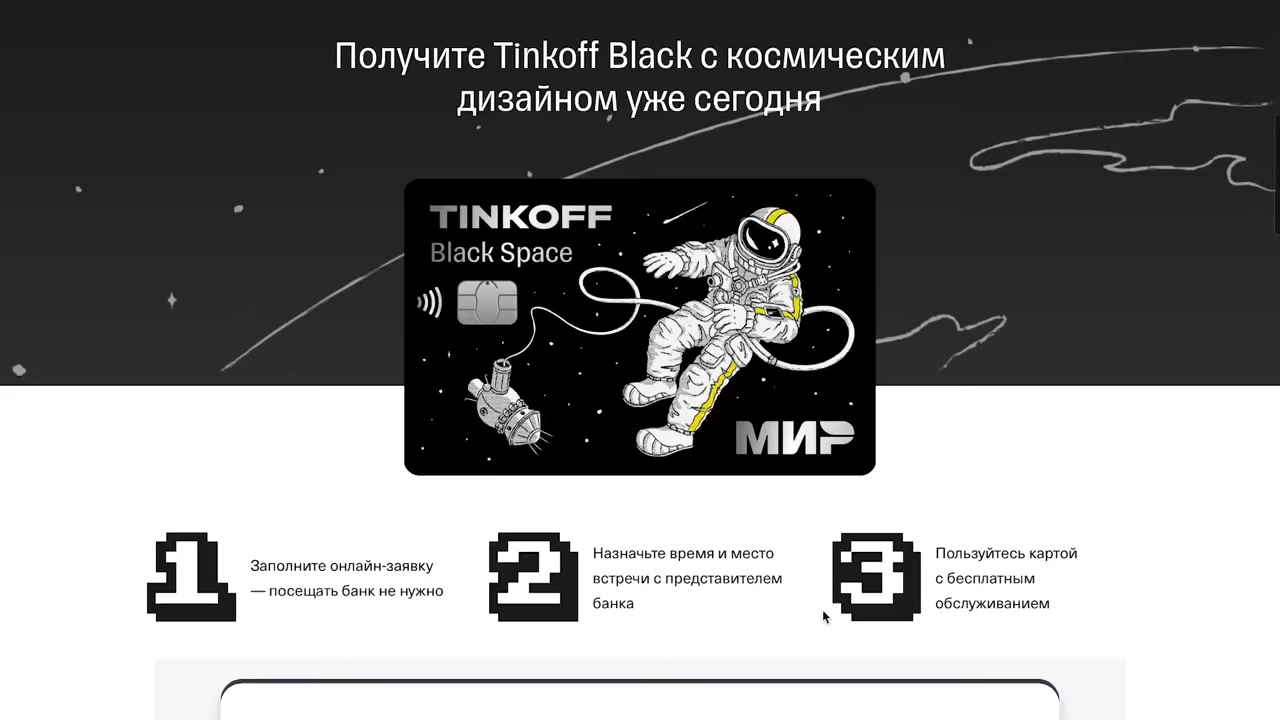 Получите Tinkoff Black с космическим
дизайном уже сегодня
TINKOFF
Black Space
МИР
1
Заполните онлайн-заявку
— посещать банк не нужно
2
Назначьте время и место
встречи с представителем
банка
3
Пользуйтесь картой
с бесплатным
обслуживанием